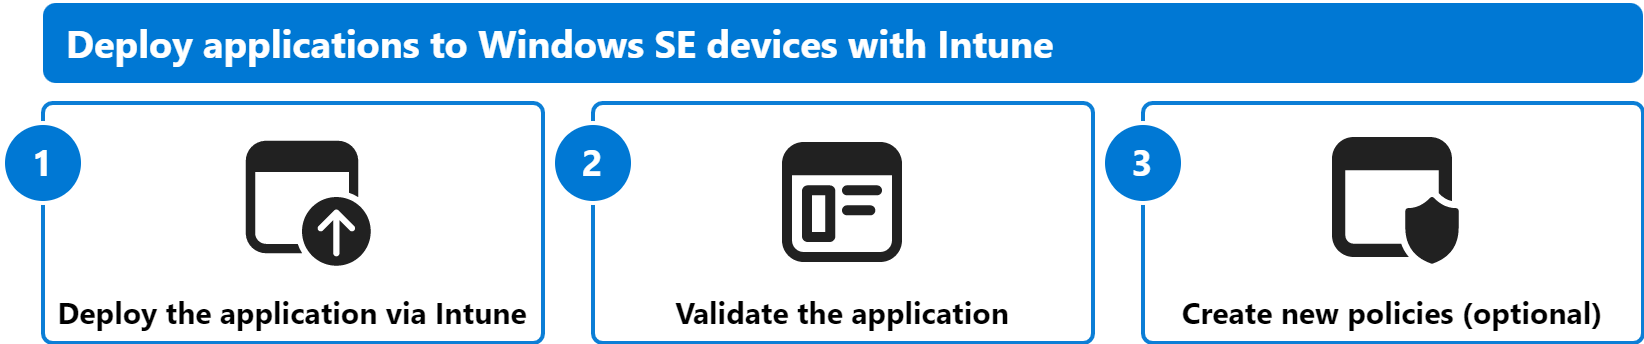 Deploy applications to Windows SE devices with Intune
1
Deploy the application via Intune
2
Validate the application
3
Create new policies (optional)